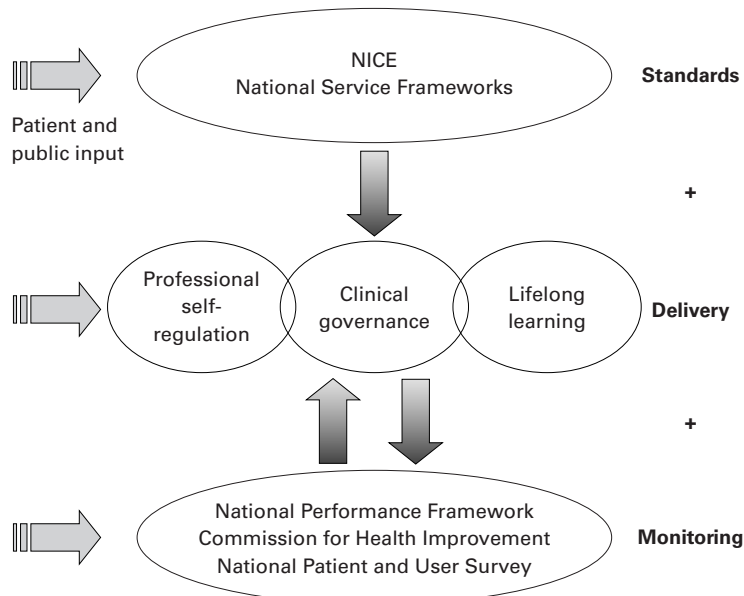 NICE
National Service Frameworks
Standards
Patient and
public input
+
Professional
self-
regulation
Clinical
governance
Lifelong
learning
Delivery
+
National Performance Framework
Commission for Health Improvement
National Patient and User Survey
Monitoring